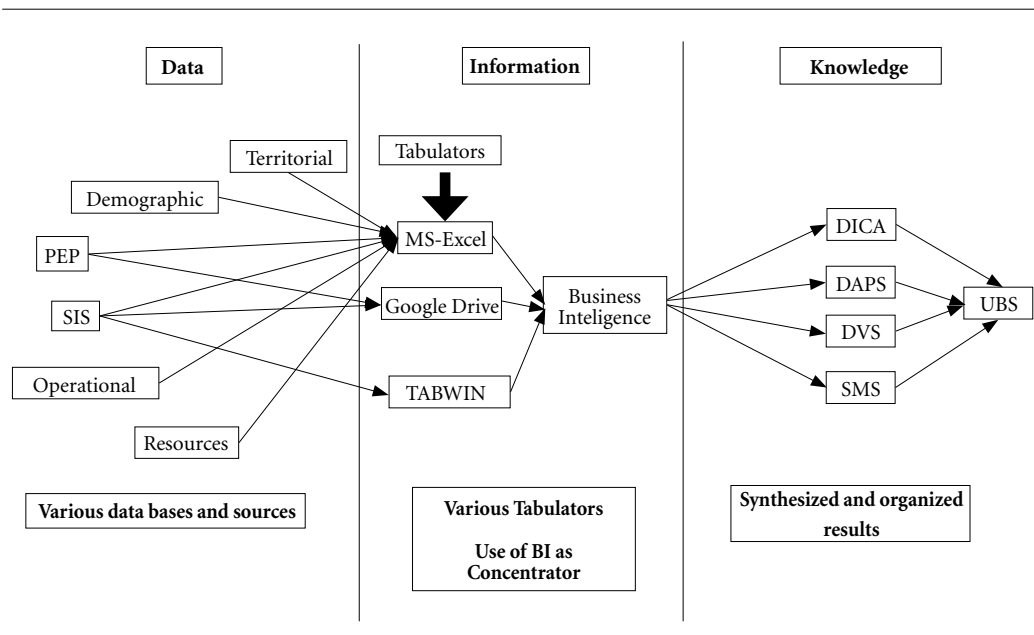 Data
Information
Knowledge
Territorial
Tabulators
Demographic
MS-Excel
DICA
PEP
DAPS
SIS
Google Drive
Business
Inteligence
UBS
DVS
Operational
TABWIN
SMS
Resources
Various data bases and sources
Various Tabulators
Use of BI as
Concentrator
Synthesized and organized
results